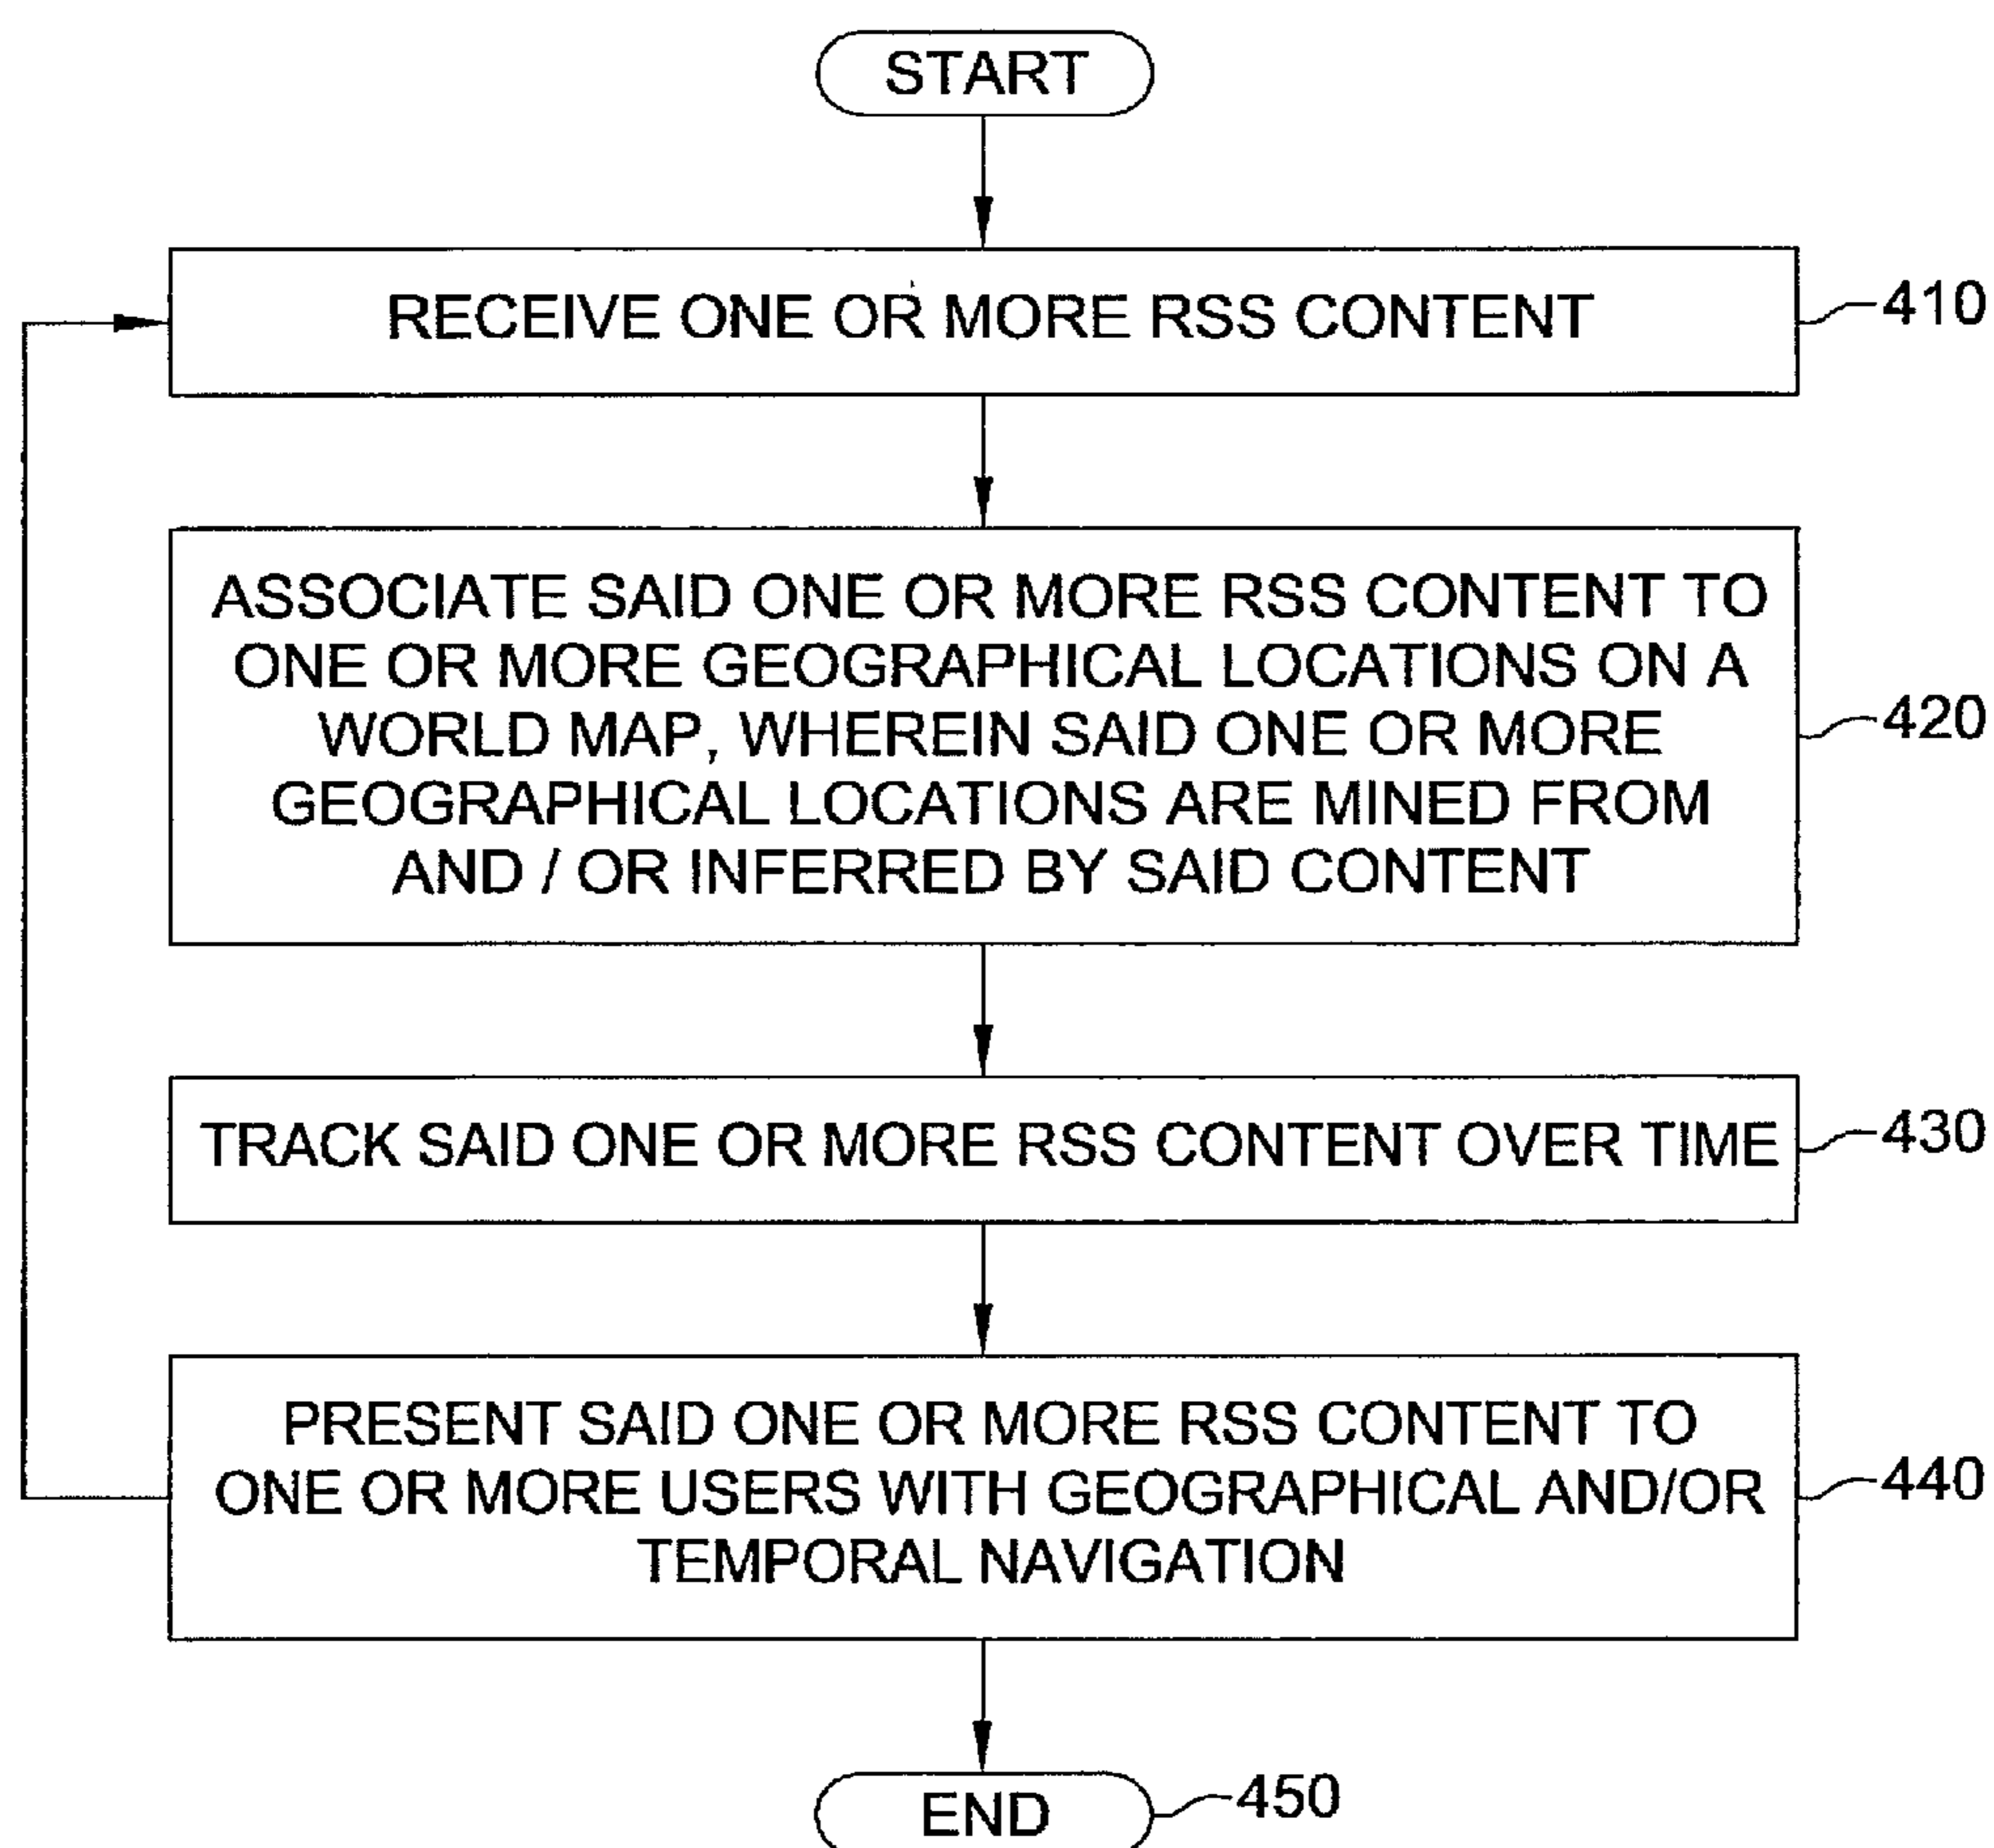 START
RECEIVE ONE OR MORE RSS CONTENT
410
ASSOCIATE SAID ONE OR MORE RSS CONTENT TO
ONE OR MORE GEOGRAPHICAL LOCATIONS ON A
WORLD MAP, WHEREIN SAID ONE OR MORE
GEOGRAPHICAL LOCATIONS ARE MINED FROM
AND / OR INFERRED BY SAID CONTENT
420
TRACK SAID ONE OR MORE RSS CONTENT OVER TIME
430
PRESENT SAID ONE OR MORE RSS CONTENT TO
ONE OR MORE USERS WITH GEOGRAPHICAL AND/OR
TEMPORAL NAVIGATION
440
END
450